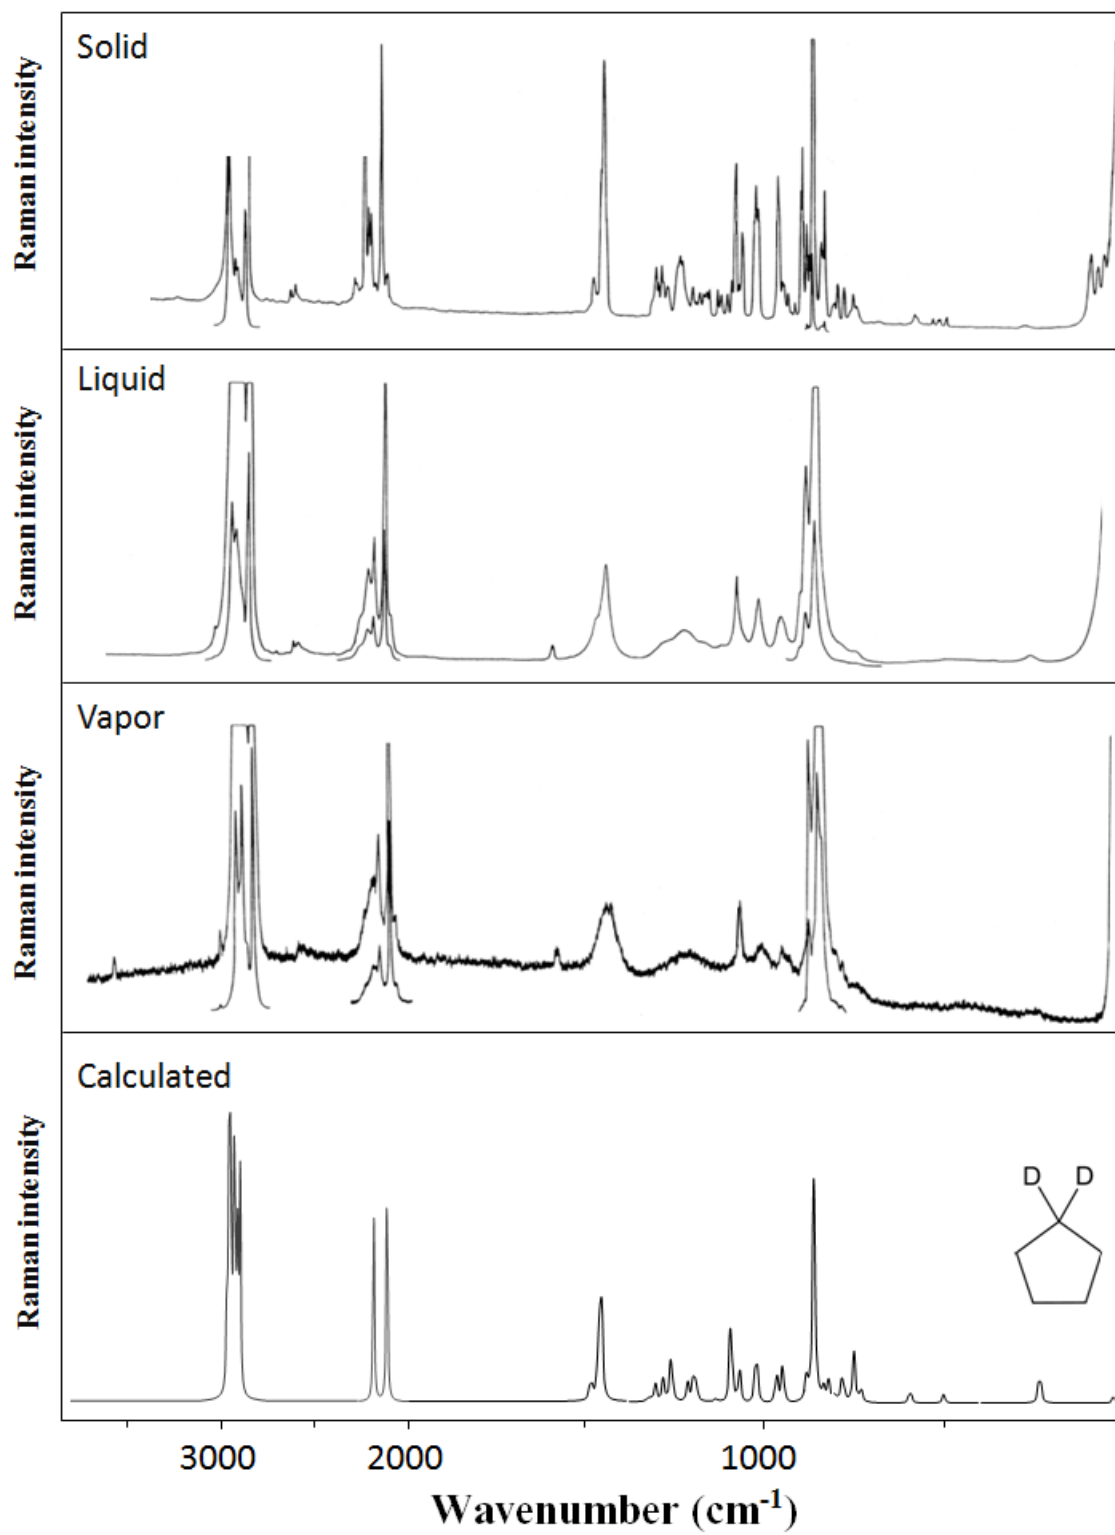 Solid
Raman intensity
Liquid
Raman intensity
Vapor
Raman intensity
Calculated
Raman intensity
D D
3000 2000 1000
Wavenumber (cm-1)